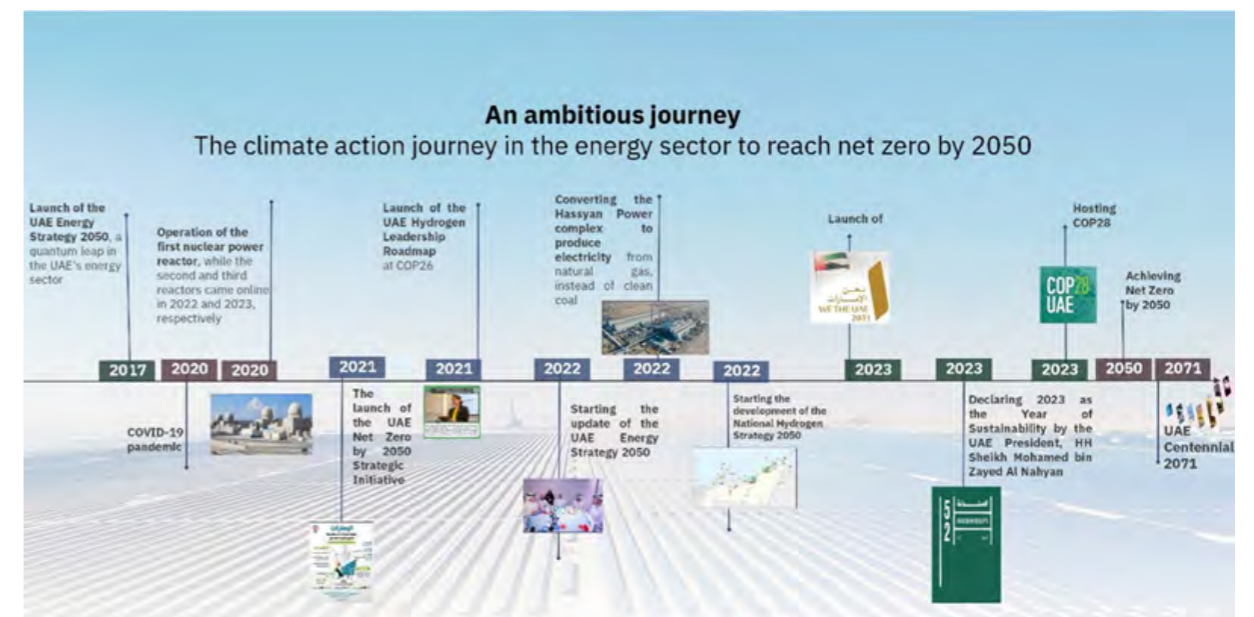 An ambitious journey
The climate action journey in the energy sector to reach net zero by 2050
Launch of the
UAE Energy
Strategy 2050, a
quantum leap in
the UAE's energy
sector
Operation of the
first nuclear power
reactor, while the
second and third
reactors came online
in 2022 and 2023,
respectively
Launch of the
UAE Hydrogen
Leadership
Roadmap
at COP26
Converting the
Hassyan Power
complex to
produce
electricity from
natural gas,
instead of clean
coal
Launch of
نحن
الإمارات
WE THE UAE
2031
Hosting
COP28
COP28
UAE
Achieving
Net Zero
by 2050
2017
2020
2020
2021
2021
2022
2022
2022
2023
2023
2023
2050
2071
COVID-19
pandemic
The
launch of
the UAE
Net Zero
by 2050
Strategic
Initiative
Starting the
update of the
UAE Energy
Strategy 2050
Starting the
development of the
National Hydrogen
Strategy 2050
Declaring 2023 as
the Year of
Sustainability by the
UAE President, HH
Sheikh Mohamed bin
Zayed Al Nahyan
UAE
Centennial
2071